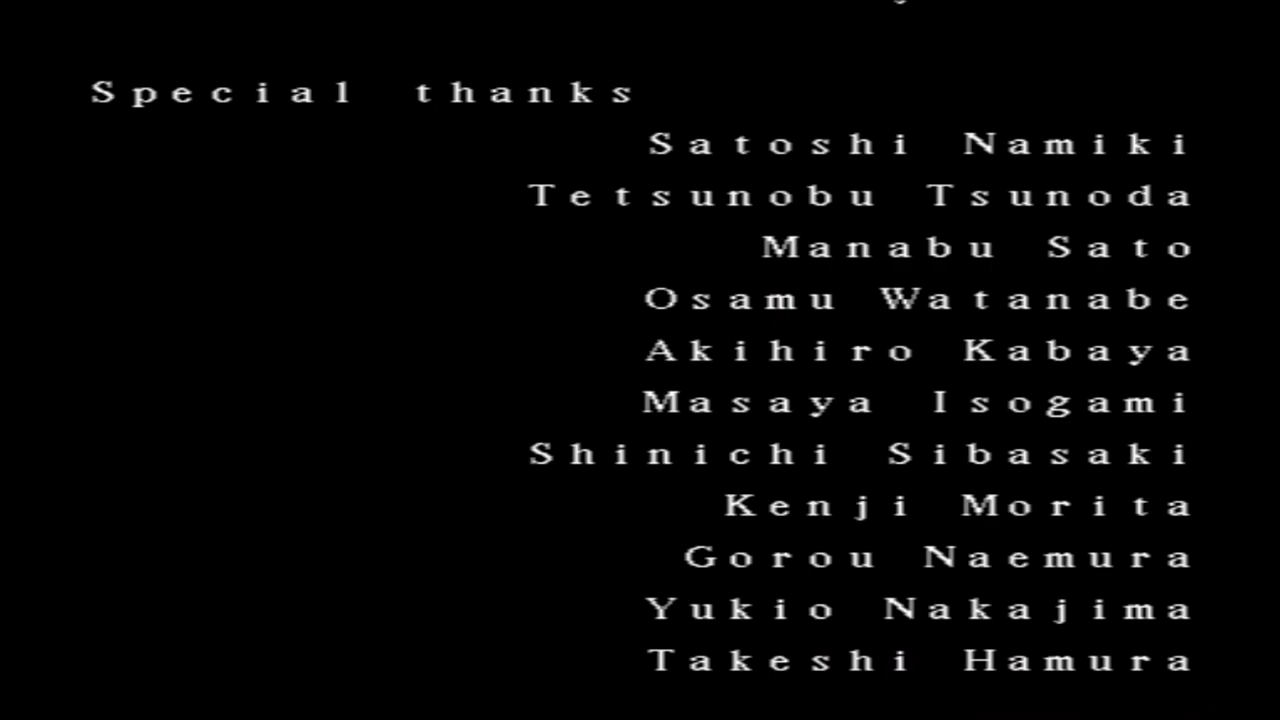 Special thanks
Satoshi Namiki
Tetsunobu Tsunoda
Manabu Sato
Osamu Watanabe
Akihiro Kabaya
Masaya Isogami
Shinichi Sibasaki
Kenji Morita
Gorou Naemura
Yukio Nakajima
Takeshi Hamura